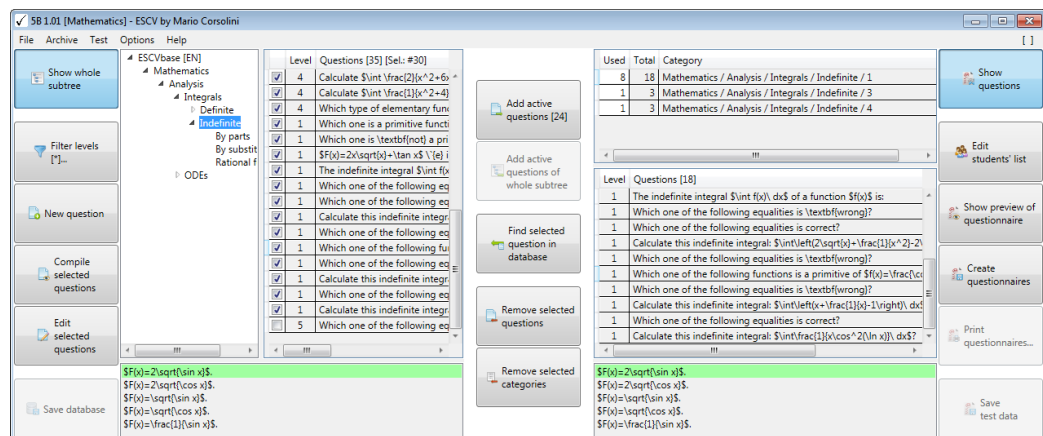 5B 1.01 [Mathematics] - ESCV by Mario Corsolini
File Archive Test Options Help [ ]
Show whole
subtree
Filter levels
[*]...
New question
Compile
selected
questions
Edit
selected
questions
Save database
ESCVbase [EN]
Mathematics
Analysis
Integrals
Definite
Indefinite
By parts
By substit
Rational f
ODEs
Level Questions [35] [Sel.: #30]
4 Calculate $\int \frac{2}{x^2+6x
4 Calculate $\int \frac{1}{x^2+4}
4 Which type of elementary func
1 Which one is a primitive functi
1 Which one is \textbf{not} a pri
1 $F(x)=2x\sqrt{x}+\tan x$ \`{e} i
1 The indefinite integral $\int f(x
1 Which one of the following eq
1 Which one of the following eq
1 Calculate this indefinite integr
1 Which one of the following eq
1 Which one of the following fu
1 Which one of the following eq
1 Calculate this indefinite integr
1 Which one of the following eq
1 Calculate this indefinite integr
5 Which one of the following eq
$F(x)=2\sqrt{\sin x}$.
$F(x)=2\sqrt{\cos x}$.
$F(x)=\sqrt{\sin x}$.
$F(x)=\sqrt{\cos x}$.
$F(x)=\frac{1}{\sin x}$.
Add active
questions [24]
Add active
questions of
whole subtree
Find selected
question in
database
Remove selected
questions
Remove selected
categories
Used Total Category
8 18 Mathematics / Analysis / Integrals / Indefinite / 1
1 3 Mathematics / Analysis / Integrals / Indefinite / 3
1 3 Mathematics / Analysis / Integrals / Indefinite / 4
Level Questions [18]
1 The indefinite integral $\int f(x)\ dx$ of a function $f(x)$ is:
1 Which one of the following equalities is \textbf{wrong}?
1 Which one of the following equalities is correct?
1 Calculate this indefinite integral: $\int\left(2\sqrt{x}+\frac{1}{x^2}-2\
1 Which one of the following equalities is \textbf{wrong}?
1 Which one of the following functions is a primitive of $f(x)=\frac{\co
1 Which one of the following equalities is \textbf{wrong}?
1 Calculate this indefinite integral: $\int\left(x+\frac{1}{x}-1\right)\ dx$
1 Which one of the following equalities is correct?
1 Calculate this indefinite integral: $\int\frac{1}{x\cos^2(\ln x)}\ dx$?
$F(x)=2\sqrt{\sin x}$.
$F(x)=2\sqrt{\cos x}$.
$F(x)=\sqrt{\sin x}$.
$F(x)=\sqrt{\cos x}$.
$F(x)=\frac{1}{\sin x}$.
Show
questions
Edit
students' list
Show preview of
questionnaire
Create
questionnaires
Print
questionnaires...
Save
test data